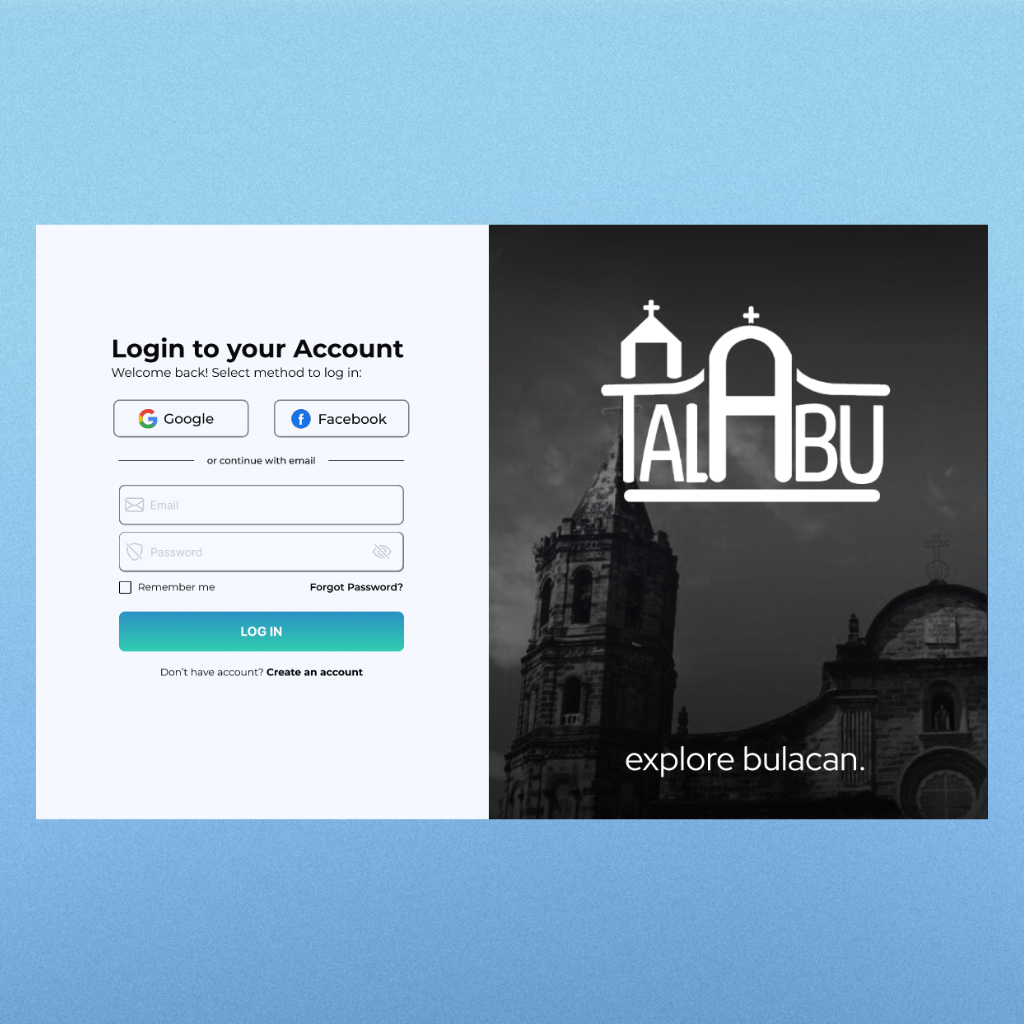 Login to your Account
Welcome back! Select method to log in:
Google
Facebook
or continue with email
Email
Password
Remember me
Forgot Password?
LOG IN
Don't have account? Create an account
TALABU
explore bulacan.